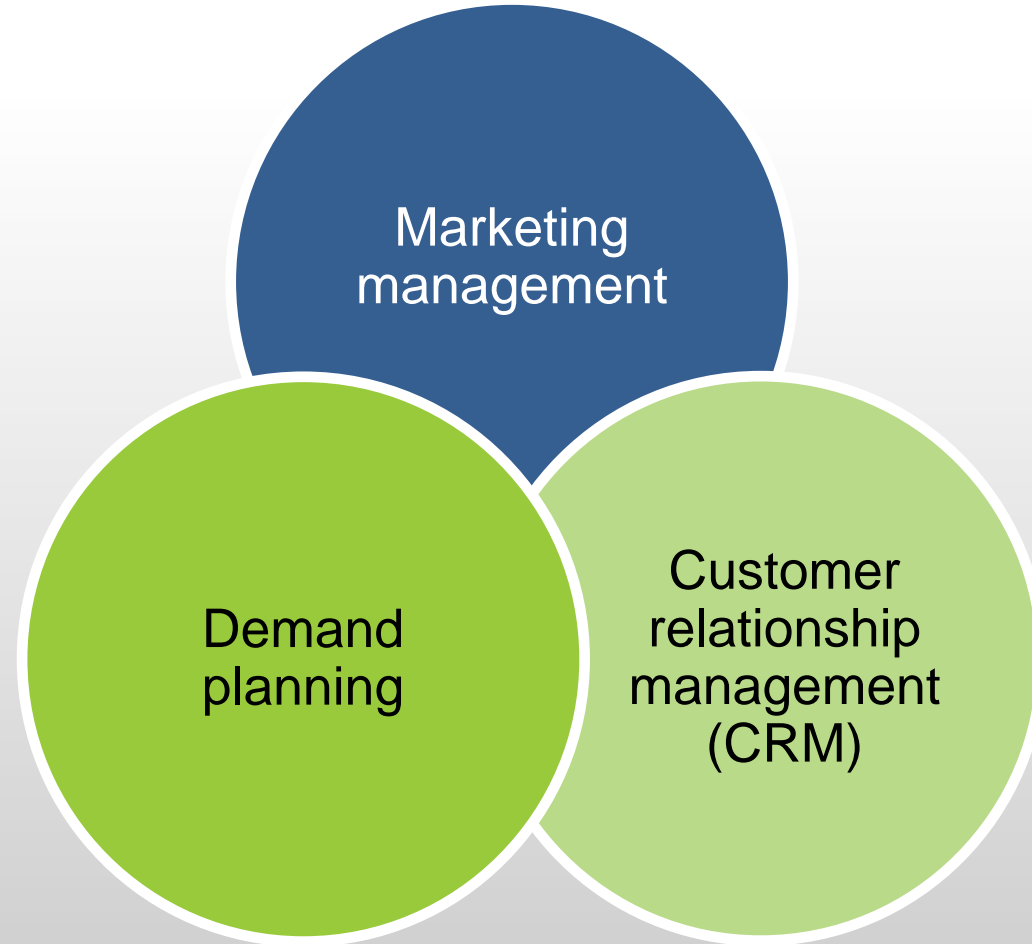 Marketing
management
Demand
planning
Customer
relationship
management
(CRM)